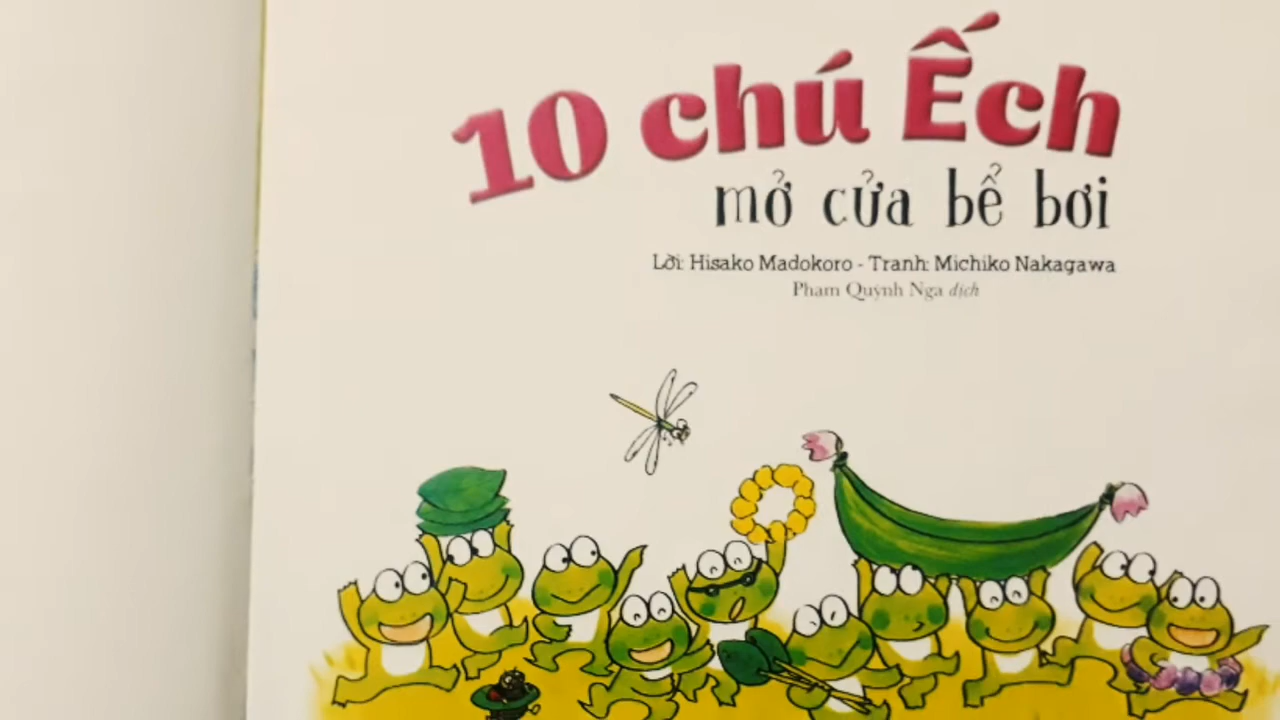 10 chú Ếch
mở cửa bể bơi
Lời: Hisako Madokoro - Tranh: Michiko Nakagawa
Phạm Quỳnh Nga dịch